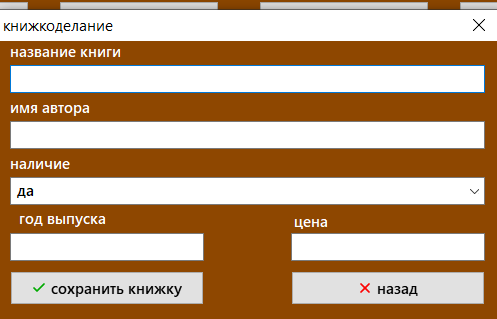 книжкоделание
название книги
имя автора
наличие
да
год выпуска
цена
сохранить книжку
назад